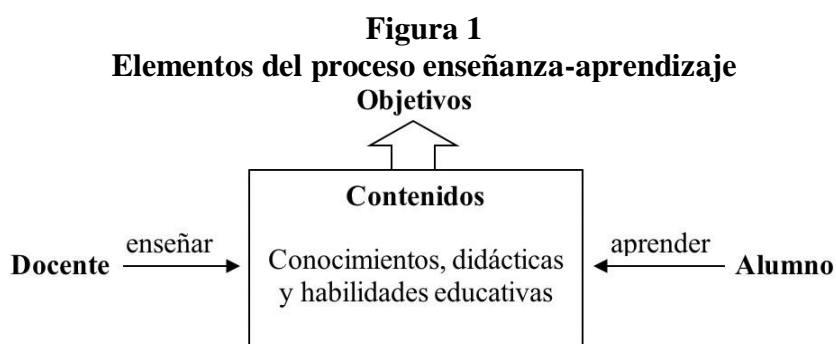 Figura 1
Elementos del proceso enseñanza-aprendizaje
Objetivos
Contenidos
Docente
enseñar
Conocimientos, didácticas
y habilidades educativas
aprender
Alumno